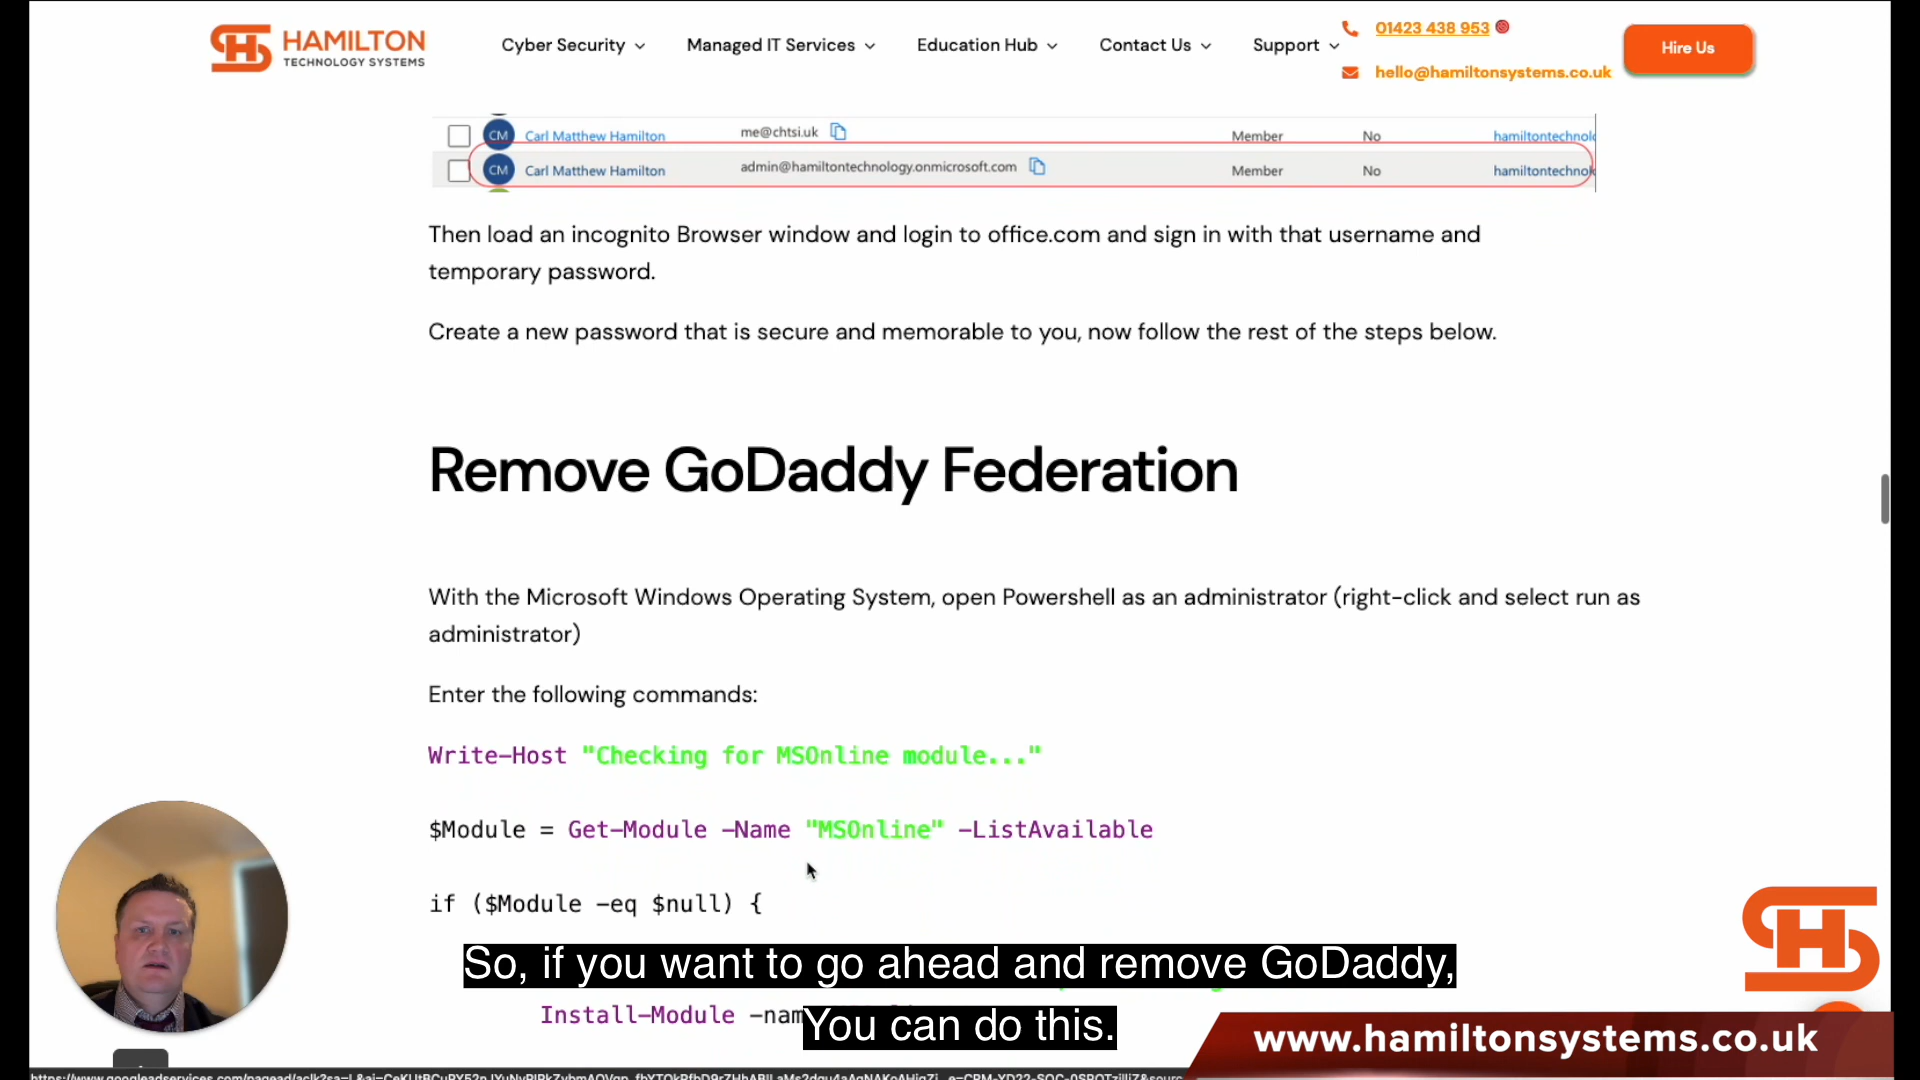 HAMILTON
TECHNOLOGY SYSTEMS
Cyber Security
Managed IT Services
Education Hub
Contact Us
Support
01423 438 953
hello@hamiltonsystems.co.uk
Hire Us
CM Carl Matthew Hamilton me@chtsi.uk Member No hamiltontechnolo
CM Carl Matthew Hamilton admin@hamiltontechnology.onmicrosoft.com Member No hamiltontechnok
Then load an incognito Browser window and login to office.com and sign in with that username and
temporary password.
Create a new password that is secure and memorable to you, now follow the rest of the steps below.
Remove GoDaddy Federation
With the Microsoft Windows Operating System, open Powershell as an administrator (right-click and select run as
administrator)
Enter the following commands:
Write-Host "Checking for MSOnline module..."
$Module = Get-Module -Name "MSOnline" -ListAvailable
if ($Module -eq $null) {
So, if you want to go ahead and remove GoDaddy,
Install-Module -nam
You can do this.
www.hamiltonsystems.co.uk